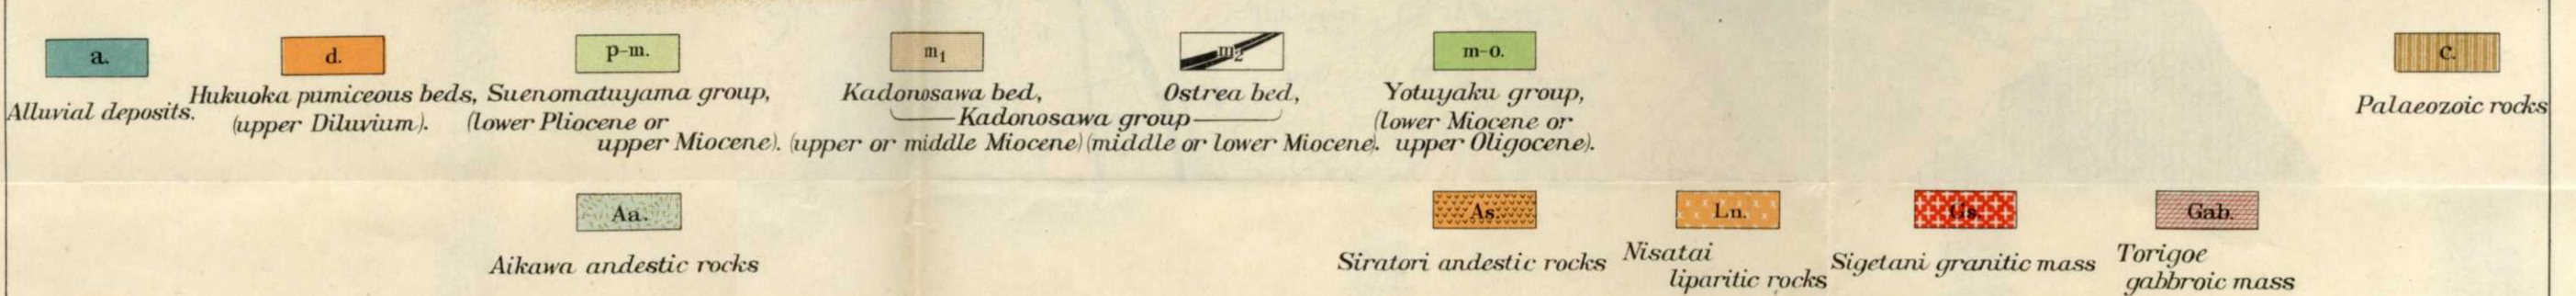 a. d. p-m. m₁ m₂ m-o. c.
Hukuoka pumiceous beds, Suenomatuyama group, Kadonosawa bed, Ostrea bed, Yotuyaku group,
Alluvial deposits. Palaeozoic rocks
(upper Diluvium). (lower Pliocene or Kadonosawa group (lower Miocene or
upper Miocene). (upper or middle Miocene) (middle or lower Miocene). upper Oligocene).
Aa. As. Ln. Gs. Gab.
Aikawa andestic rocks Siratori andestic rocks Nisatai Sigetani granitic mass Torigoe
liparitic rocks gabbroic mass